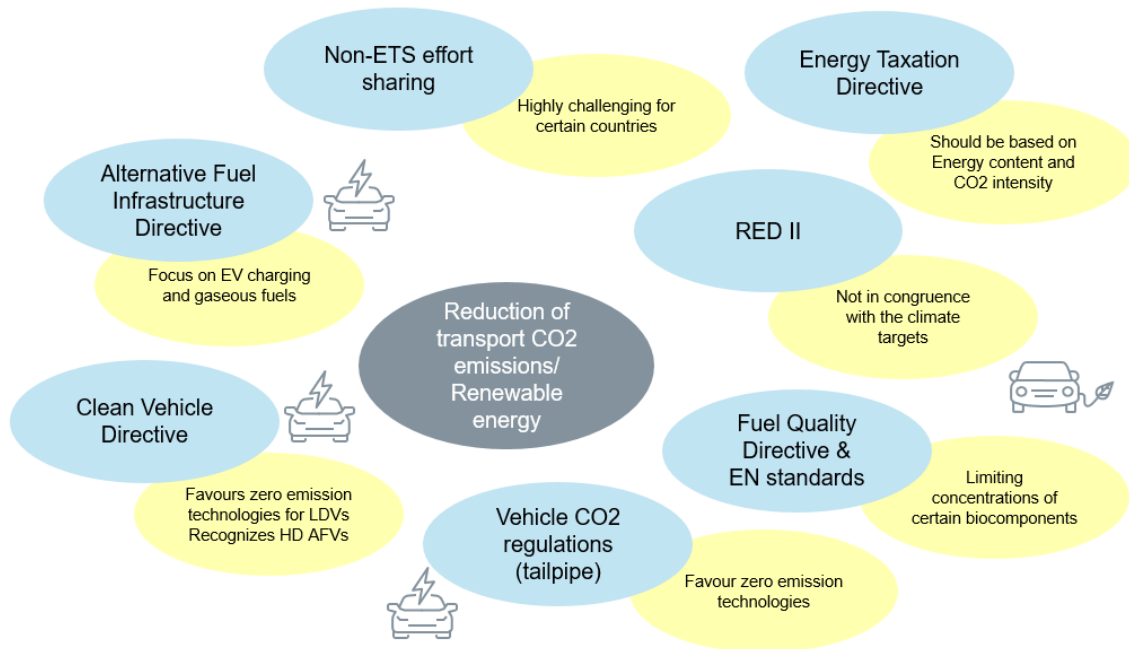 Non-ETS effort
sharing
Highly challenging for
certain countries
Energy Taxation
Directive
Should be based on
Energy content and
CO2 intensity
Alternative Fuel
Infrastructure
Directive
Focus on EV charging
and gaseous fuels
RED II
Not in congruence
with the climate
targets
Reduction of
transport CO2
emissions/
Renewable
energy
Clean Vehicle
Directive
Favours zero emission
technologies for LDVs
Recognizes HD AFVs
Fuel Quality
Directive &
EN standards
Limiting
concentrations of
certain biocomponents
Vehicle CO2
regulations
(tailpipe)
Favour zero emission
technologies